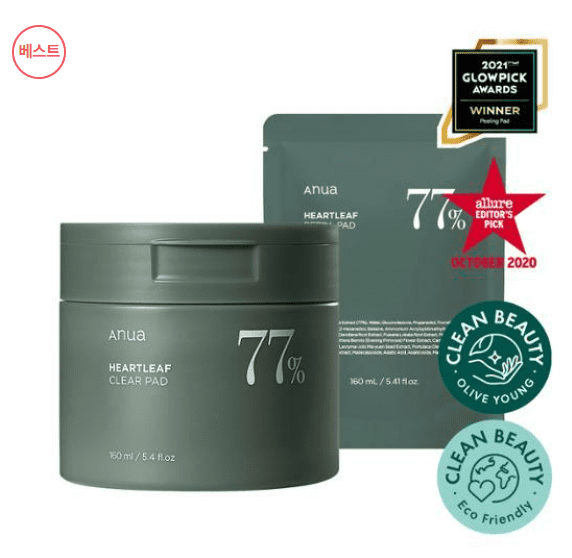 베스트
2021
GLOWPICK
AWARDS
WINNER
Peeling Pad
allure
EDITOR'S
PICK
OCTOBER 2020
Anua
HEARTLEAF
REFILL PAD
77%
160 mL / 5.41 fl.oz.
Anua
HEARTLEAF
CLEAR PAD
77%
160 ml / 5.4 fl.oz
CLEAN BEAUTY
OLIVE YOUNG
CLEAN BEAUTY
Eco Friendly